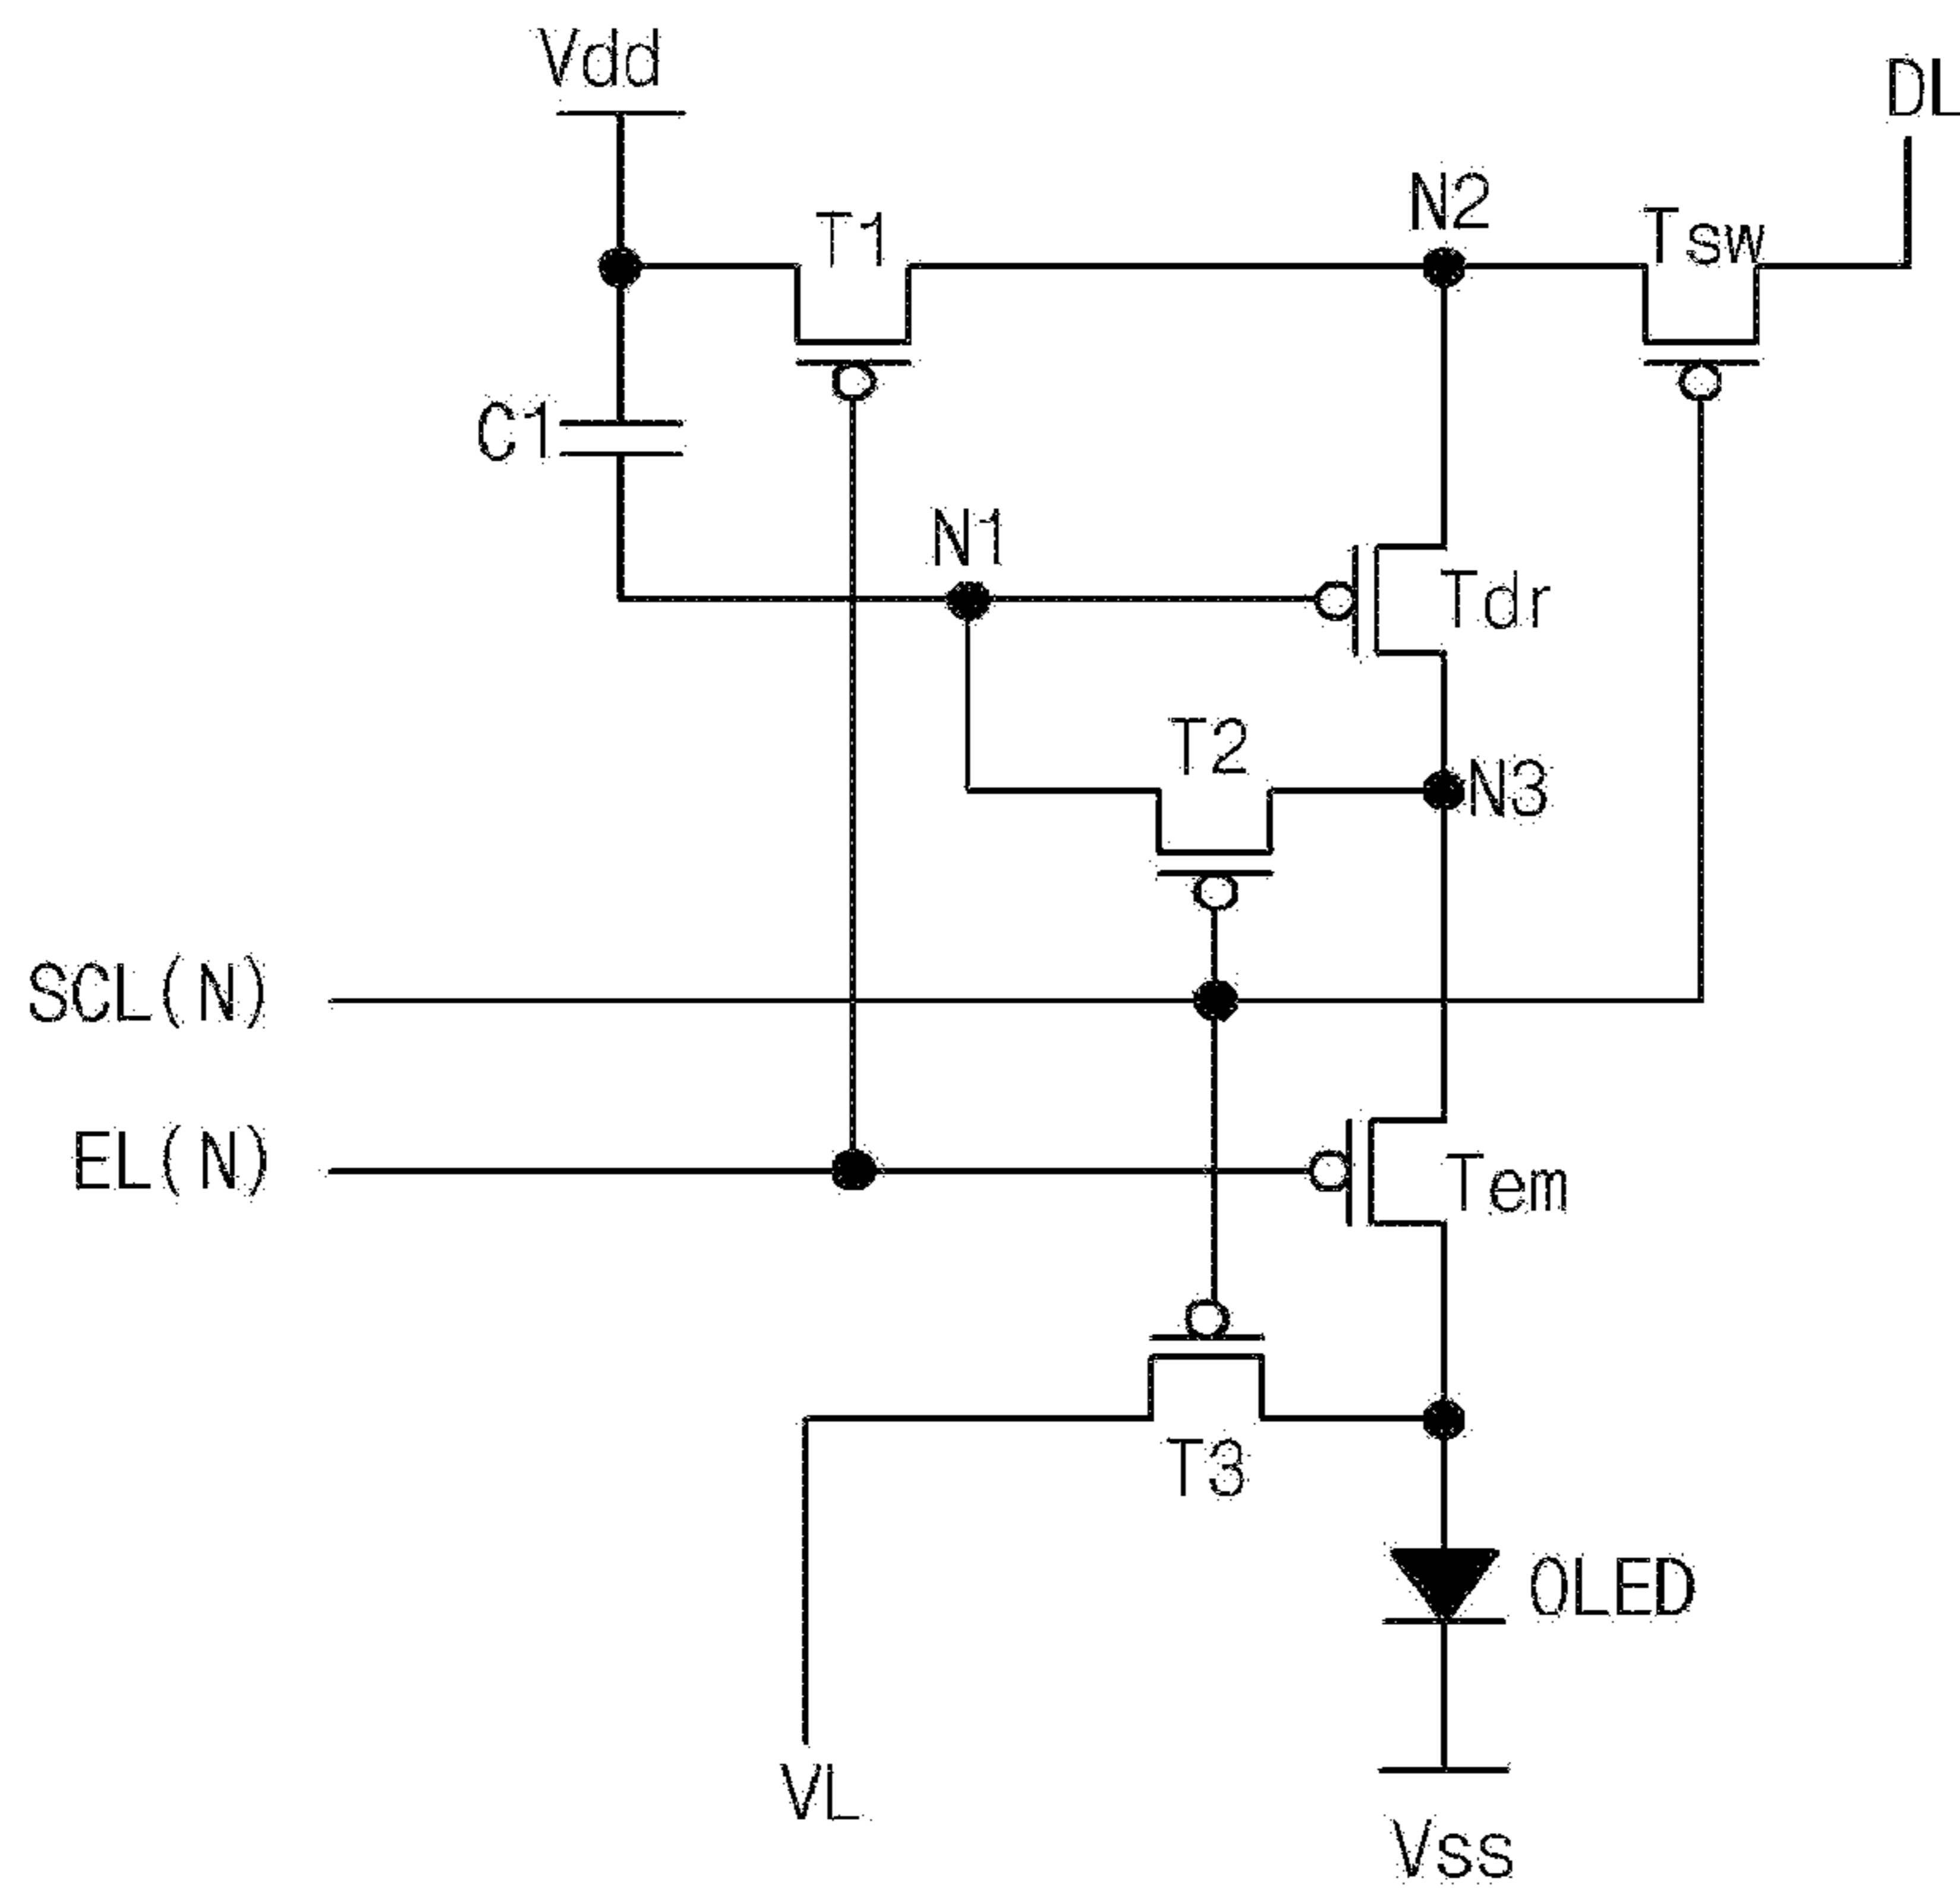 Vdd
DL
N2
T1
Tsw
C1
N1
Tdr
T2
N3
SCL(N)
EL(N)
Tem
T3
OLED
VL
Vss